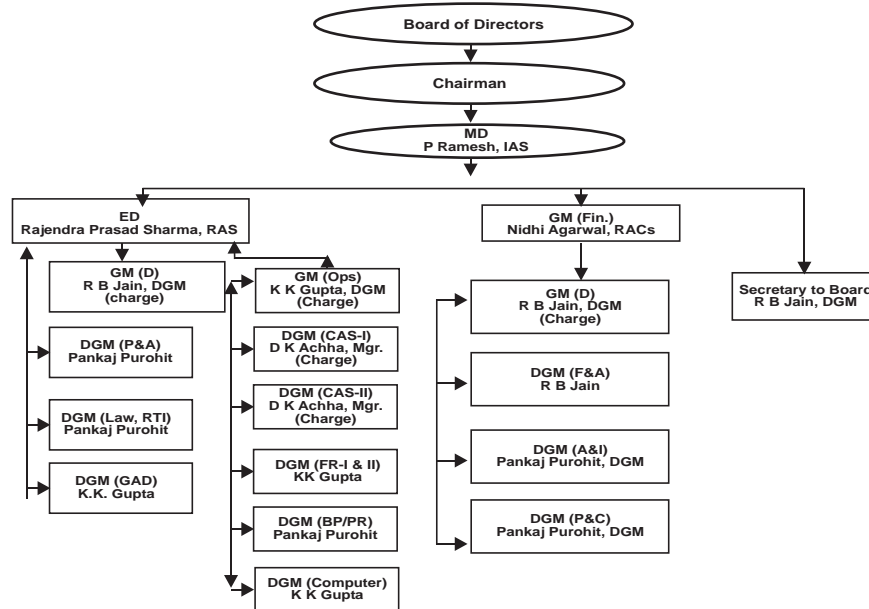 Board of Directors
Chairman
MD
P Ramesh, IAS
ED
Rajendra Prasad Sharma, RAS
GM (Fin.)
Nidhi Agarwal, RACs
GM (D)
R B Jain, DGM
(charge)
GM (Ops)
K K Gupta, DGM
(Charge)
GM (D)
R B Jain, DGM
(Charge)
Secretary to Board
R B Jain, DGM
DGM (P&A)
Pankaj Purohit
DGM (CAS-I)
D K Achha, Mgr.
(Charge)
DGM (F&A)
R B Jain
DGM (Law, RTI)
Pankaj Purohit
DGM (CAS-II)
D K Achha, Mgr.
(Charge)
DGM (A&I)
Pankaj Purohit, DGM
DGM (GAD)
K.K. Gupta
DGM (FR-I & II)
KK Gupta
DGM (P&C)
Pankaj Purohit, DGM
DGM (BP/PR)
Pankaj Purohit
DGM (Computer)
K K Gupta